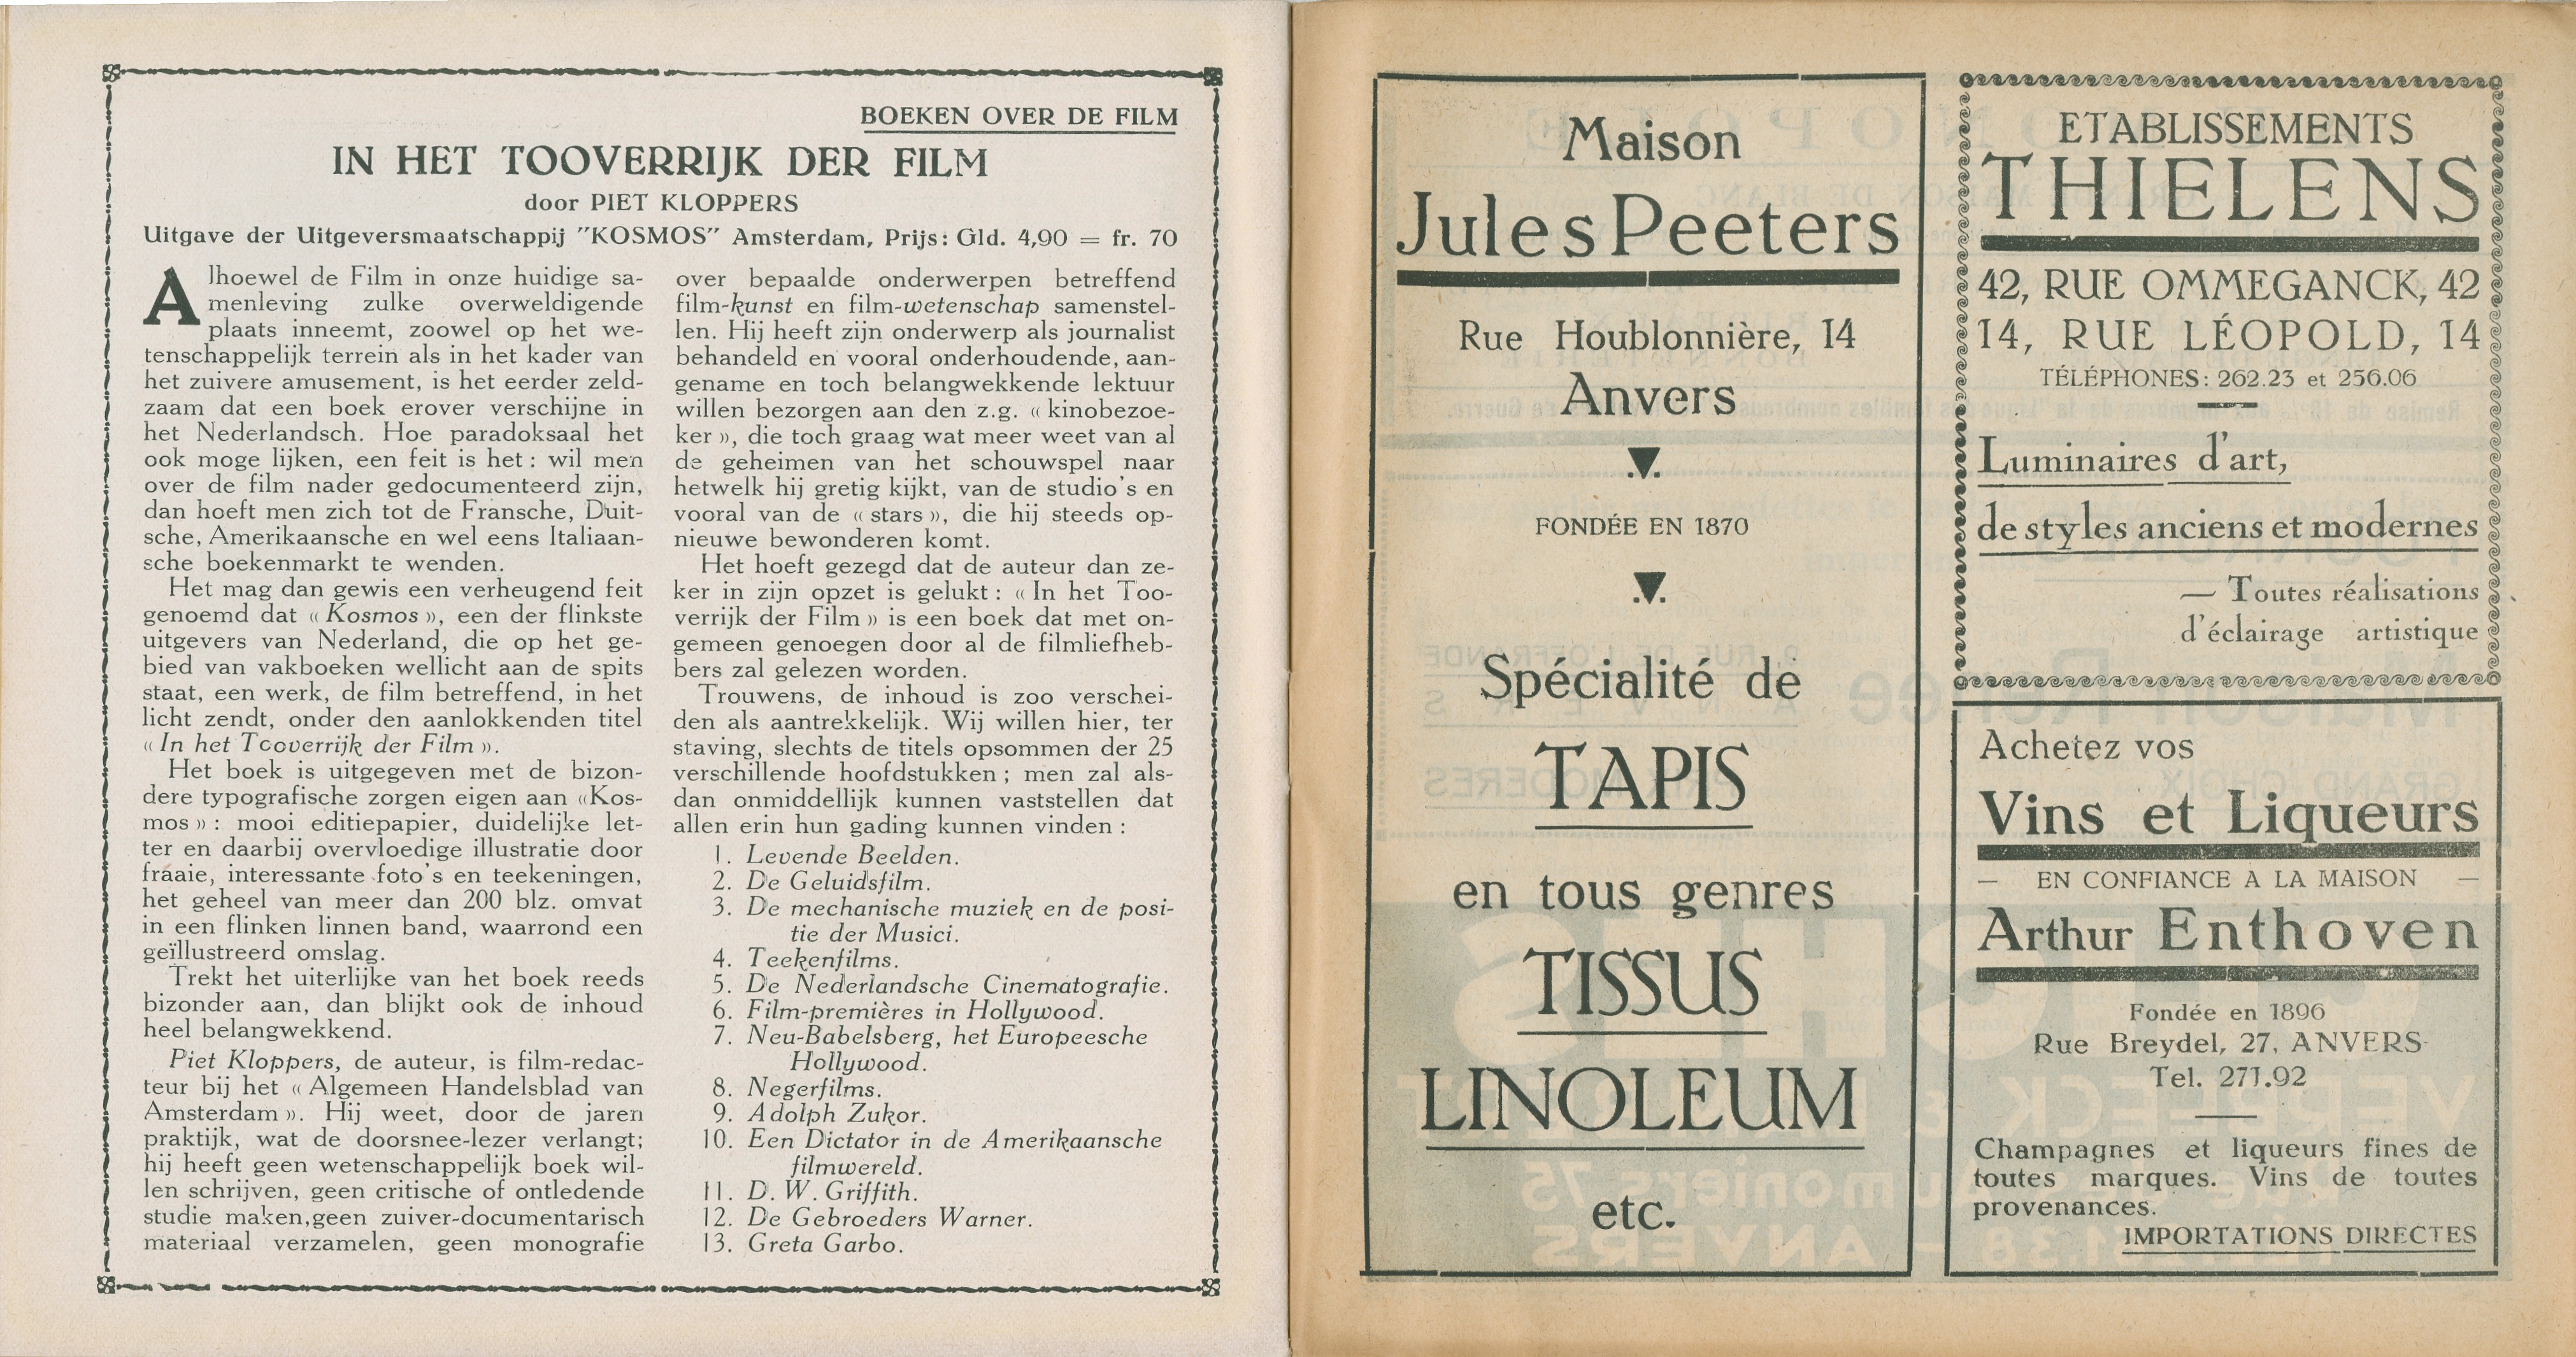 BOEKEN OVER DE FILM
IN HET TOOVERRIJK DER FILM
door PIET KLOPPERS
Uitgave der Uitgeversmaatschappij "KOSMOS" Amsterdam, Prijs: Gld. 4,90 = fr. 70
Alhoewel de Film in onze huidige sa-
menleving zulke overweldigende
plaats inneemt, zoowel op het we-
tenschappelijk terrein als in het kader van
het zuivere amusement, is het eerder zeld-
zaam dat een boek erover verschijne in
het Nederlandsch. Hoe paradoksaal het
ook moge lijken, een feit is het : wil men
over de film nader gedocumenteerd zijn,
dan hoeft men zich tot de Fransche, Duit-
sche, Amerikaansche en wel eens Italiaan-
sche boekenmarkt te wenden.
Het mag dan gewis een verheugend feit
genoemd dat « Kosmos », een der flinkste
uitgevers van Nederland, die op het ge-
bied van vakboeken wellicht aan de spits
staat, een werk, de film betreffend, in het
licht zendt, onder den aanlokkenden titel
« In het Tooverrijk der Film ».
Het boek is uitgegeven met de bizon-
dere typografische zorgen eigen aan «Kos-
mos » : mooi editiepapier, duidelijke let-
ter en daarbij overvloedige illustratie door
fraaie, interessante foto's en teekeningen,
het geheel van meer dan 200 blz. omvat
in een flinken linnen band, waarrond een
geïllustreerd omslag.
Trekt het uiterlijke van het boek reeds
bizonder aan, dan blijkt ook de inhoud
heel belangwekkend.
Piet Kloppers, de auteur, is film-redac-
teur bij het « Algemeen Handelsblad van
Amsterdam ». Hij weet, door de jaren
praktijk, wat de doorsnee-lezer verlangt;
hij heeft geen wetenschappelijk boek wil-
len schrijven, geen critische of ontledende
studie maken,geen zuiver-documentarisch
materiaal verzamelen, geen monografie
over bepaalde onderwerpen betreffend
film-kunst en film-wetenschap samenstel-
len. Hij heeft zijn onderwerp als journalist
behandeld en vooral onderhoudende, aan-
gename en toch belangwekkende lektuur
willen bezorgen aan den z.g. « kinobezoe-
ker », die toch graag wat meer weet van al
de geheimen van het schouwspel naar
hetwelk hij gretig kijkt, van de studio's en
vooral van de « stars », die hij steeds op-
nieuwe bewonderen komt.
Het hoeft gezegd dat de auteur dan ze-
ker in zijn opzet is gelukt : « In het Too-
verrijk der Film » is een boek dat met on-
gemeen genoegen door al de filmliefheb-
bers zal gelezen worden.
Trouwens, de inhoud is zoo verschei-
den als aantrekkelijk. Wij willen hier, ter
staving, slechts de titels opsommen der 25
verschillende hoofdstukken ; men zal als-
dan onmiddellijk kunnen vaststellen dat
allen erin hun gading kunnen vinden :
1. Levende Beelden.
2. De Geluidsfilm.
3. De mechanische muziek en de posi-
tie der Musici.
4. Teekenfilms.
5. De Nederlandsche Cinematografie.
6. Film-premières in Hollywood.
7. Neu-Babelsberg, het Europeesche
Hollywood.
8. Negerfilms.
9. Adolph Zukor.
10. Een Dictator in de Amerikaansche
filmwereld.
11. D. W. Griffith.
12. De Gebroeders Warner.
13. Greta Garbo.
Maison
Jules Peeters
Rue Houblonnière, 14
Anvers
FONDÉE EN 1870
Spécialité de
TAPIS
en tous genres
TISSUS
LINOLEUM
etc.
ETABLISSEMENTS
THIELENS
42, RUE OMMEGANCK, 42
14, RUE LÉOPOLD, 14
TÉLÉPHONES: 262.23 et 256.06
Luminaires d'art,
de styles anciens et modernes
— Toutes réalisations
d'éclairage artistique
Achetez vos
Vins et Liqueurs
— EN CONFIANCE A LA MAISON —
Arthur Enthoven
Fondée en 1896
Rue Breydel, 27, ANVERS
Tel. 271.92
Champagnes et liqueurs fines de
toutes marques. Vins de toutes
provenances.
IMPORTATIONS DIRECTES